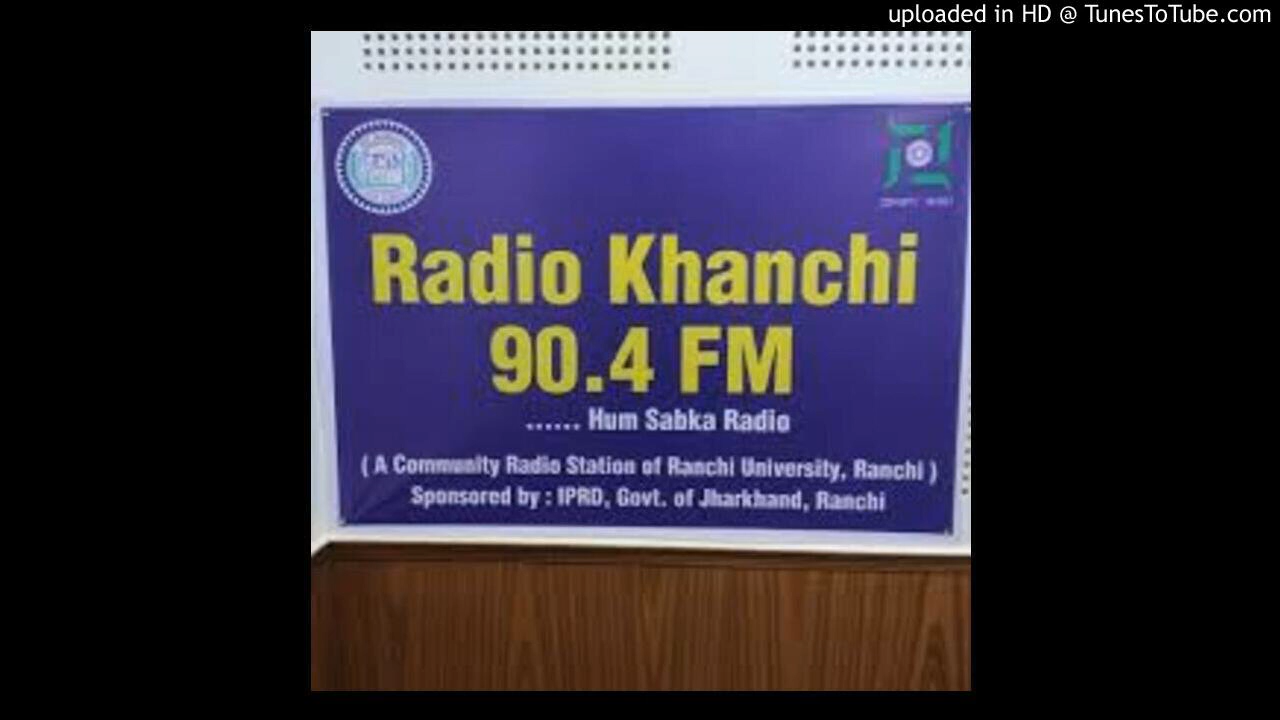 uploaded in HD @ TunesToTube.com
Radio Khanchi
90.4 FM
...... Hum Sabka Radio
( A Community Radio Station of Ranchi University, Ranchi )
Sponsored by : IPRD, Govt. of Jharkhand, Ranchi